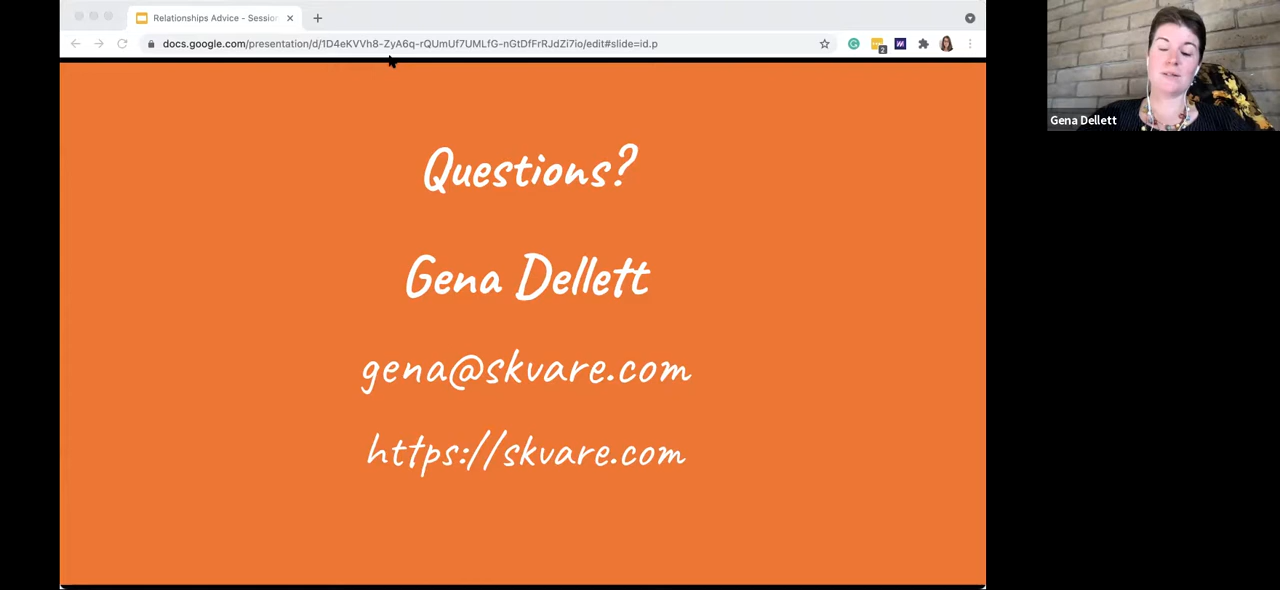 Relationships Advice - Session
docs.google.com/presentation/d/1D4eKVVh8-ZyA6q-rQUmUf7UMLfG-nGtDfFrRJdZi7io/edit#slide=id.p
2
Gena Dellett
Questions?
Gena Dellett
gena@skvare.com
https://skvare.com